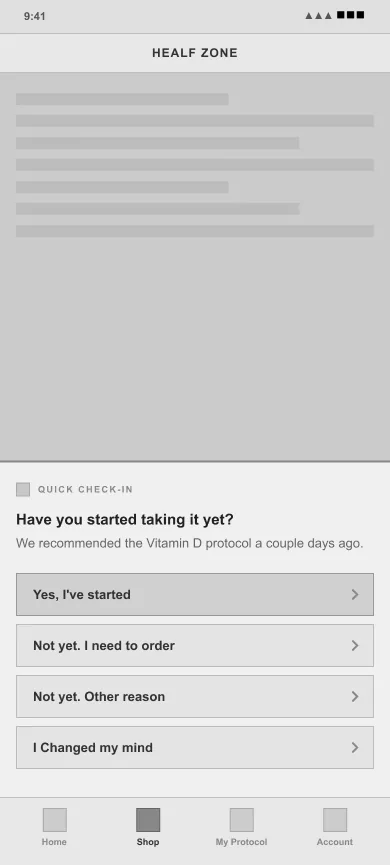 9:41
HEALF ZONE
QUICK CHECK-IN
Have you started taking it yet?
We recommended the Vitamin D protocol a couple days ago.
Yes, I've started
Not yet. I need to order
Not yet. Other reason
I Changed my mind
Home Shop My Protocol Account